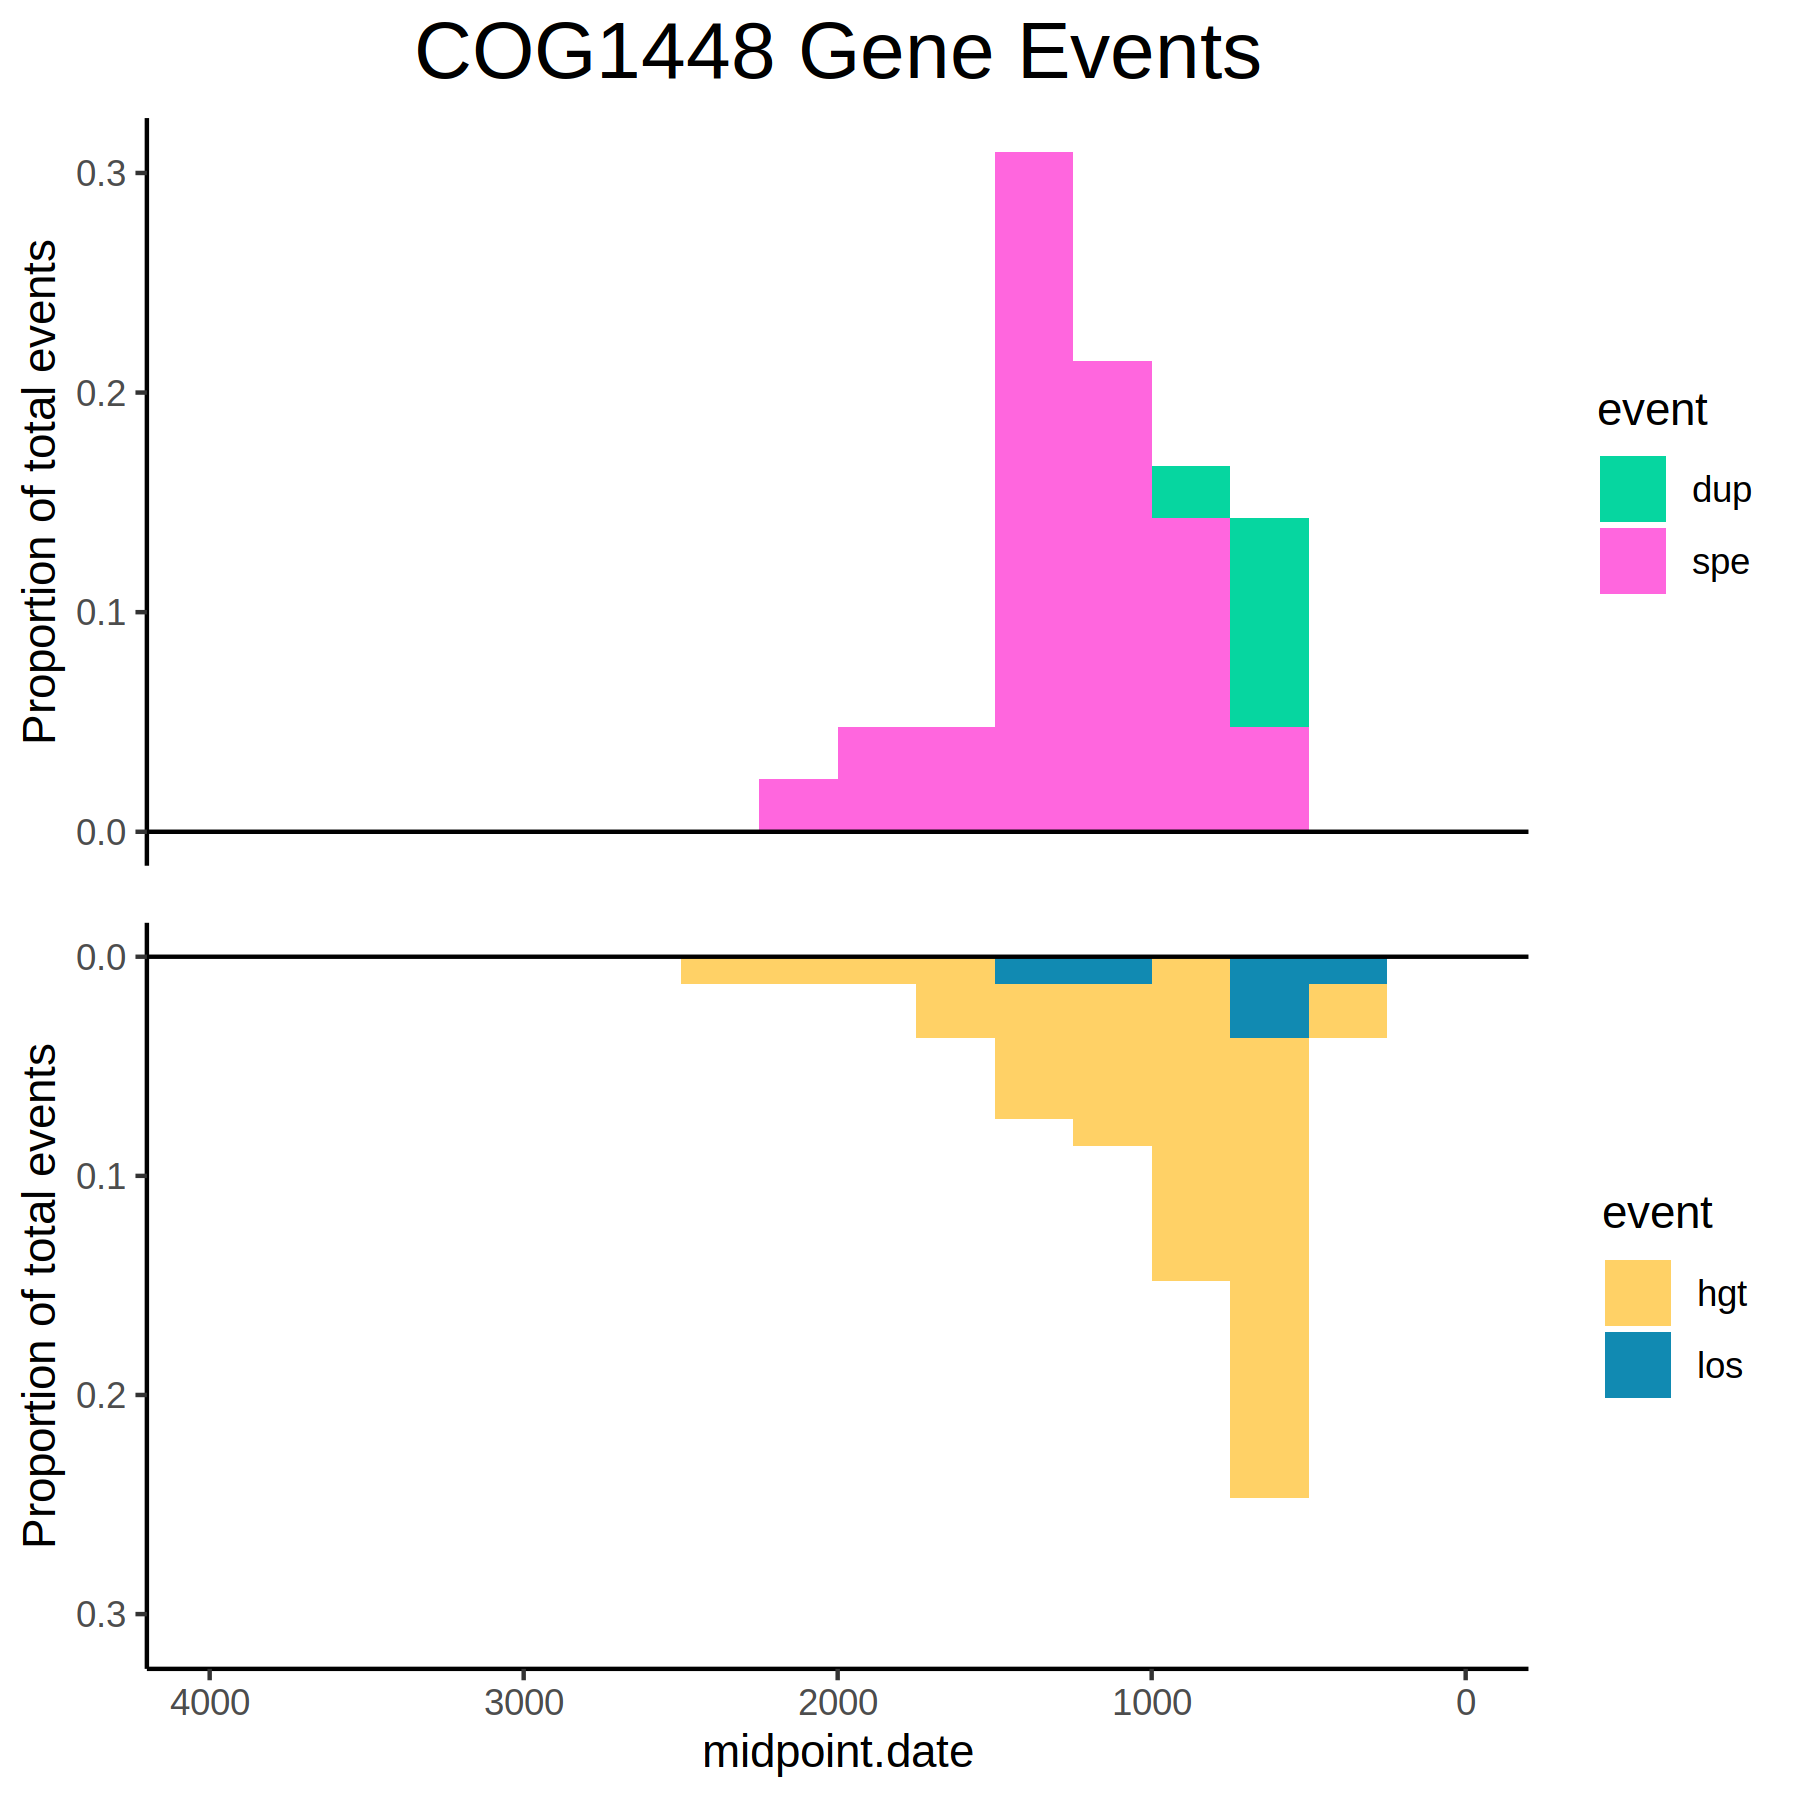 COG1448 Gene Events
Proportion of total events
0.3
0.2
0.1
0.0
event
dup
spe
Proportion of total events
0.0
0.1
0.2
0.3
event
hgt
los
4000 3000 2000 1000 0
midpoint.date